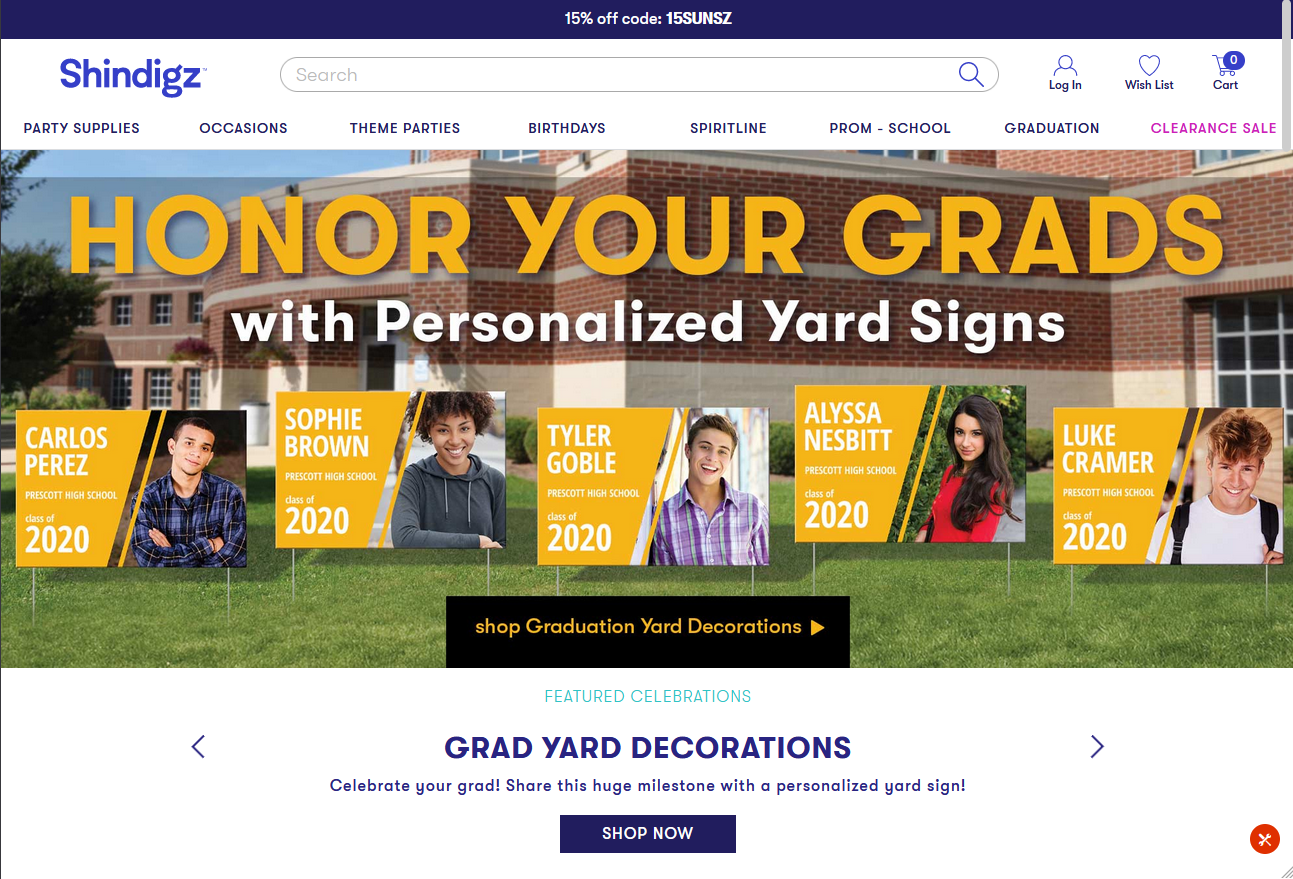 15% off code: 15SUNSZ
Shindigz™
Search
Log In
Wish List
0
Cart
PARTY SUPPLIES
OCCASIONS
THEME PARTIES
BIRTHDAYS
SPIRITLINE
PROM - SCHOOL
GRADUATION
CLEARANCE SALE
HONOR YOUR GRADS
with Personalized Yard Signs
CARLOS
PEREZ
PRESCOTT HIGH SCHOOL
class of
2020
SOPHIE
BROWN
PRESCOTT HIGH SCHOOL
class of
2020
TYLER
GOBLE
PRESCOTT HIGH SCHOOL
class of
2020
ALYSSA
NESBITT
PRESCOTT HIGH SCHOOL
class of
2020
LUKE
CRAMER
PRESCOTT HIGH SCHOOL
class of
2020
shop Graduation Yard Decorations
FEATURED CELEBRATIONS
GRAD YARD DECORATIONS
Celebrate your grad! Share this huge milestone with a personalized yard sign!
SHOP NOW